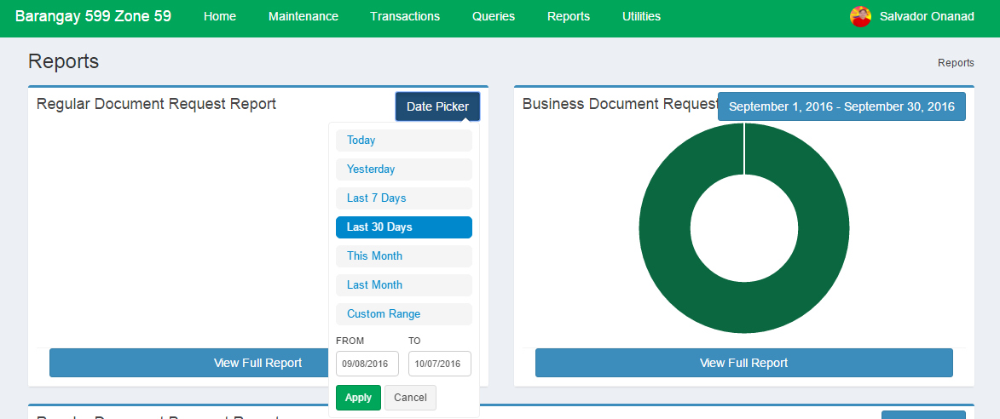 Barangay 599 Zone 59 Home Maintenance Transactions Queries Reports Utilities Salvador Onanad
Reports
Reports
Regular Document Request Report
Date Picker
Today
Yesterday
Last 7 Days
Last 30 Days
This Month
Last Month
Custom Range
FROM TO
09/08/2016 10/07/2016
Apply Cancel
View Full Report
Business Document Request
September 1, 2016 - September 30, 2016
View Full Report